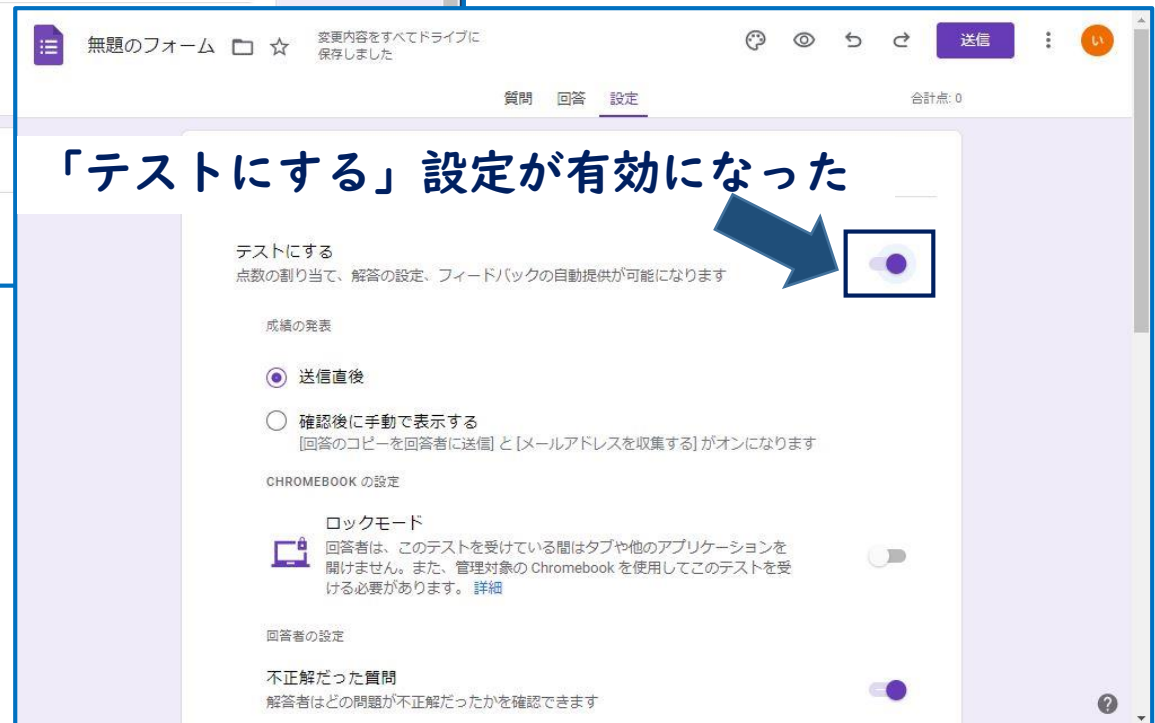 無題のフォーム
変更内容をすべてドライブに
保存しました
送信
い
質問 回答 設定
合計点: 0
「テストにする」設定が有効になった
テストにする
点数の割り当て、解答の設定、フィードバックの自動提供が可能になります
成績の発表
送信直後
確認後に手動で表示する
[回答のコピーを回答者に送信] と [メールアドレスを収集する] がオンになります
CHROMEBOOK の設定
ロックモード
回答者は、このテストを受けている間はタブや他のアプリケーションを
開けません。また、管理対象の Chromebook を使用してこのテストを受
ける必要があります。 詳細
回答者の設定
不正解だった質問
解答者はどの問題が不正解だったかを確認できます